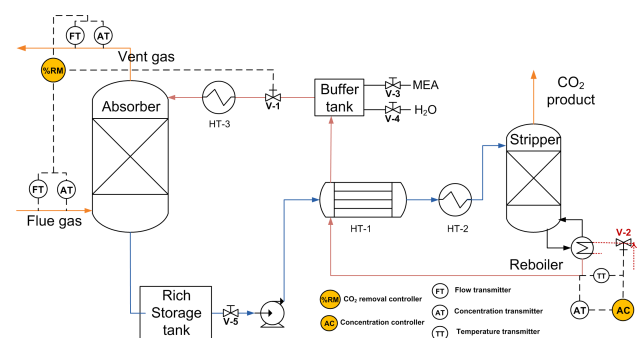 FT
AT
Vent gas
%RM
Absorber
HT-3
V-1
Buffer
tank
V-3
MEA
V-4
H₂O
CO₂
product
Stripper
FT
AT
Flue gas
HT-1
HT-2
V-2
Reboiler
TT
Rich
Storage
tank
V-5
%RM
CO₂ removal controller
FT
Flow transmitter
AC
Concentration controller
AT
Concentration transmitter
TT
Temperature transmitter
AT
AC